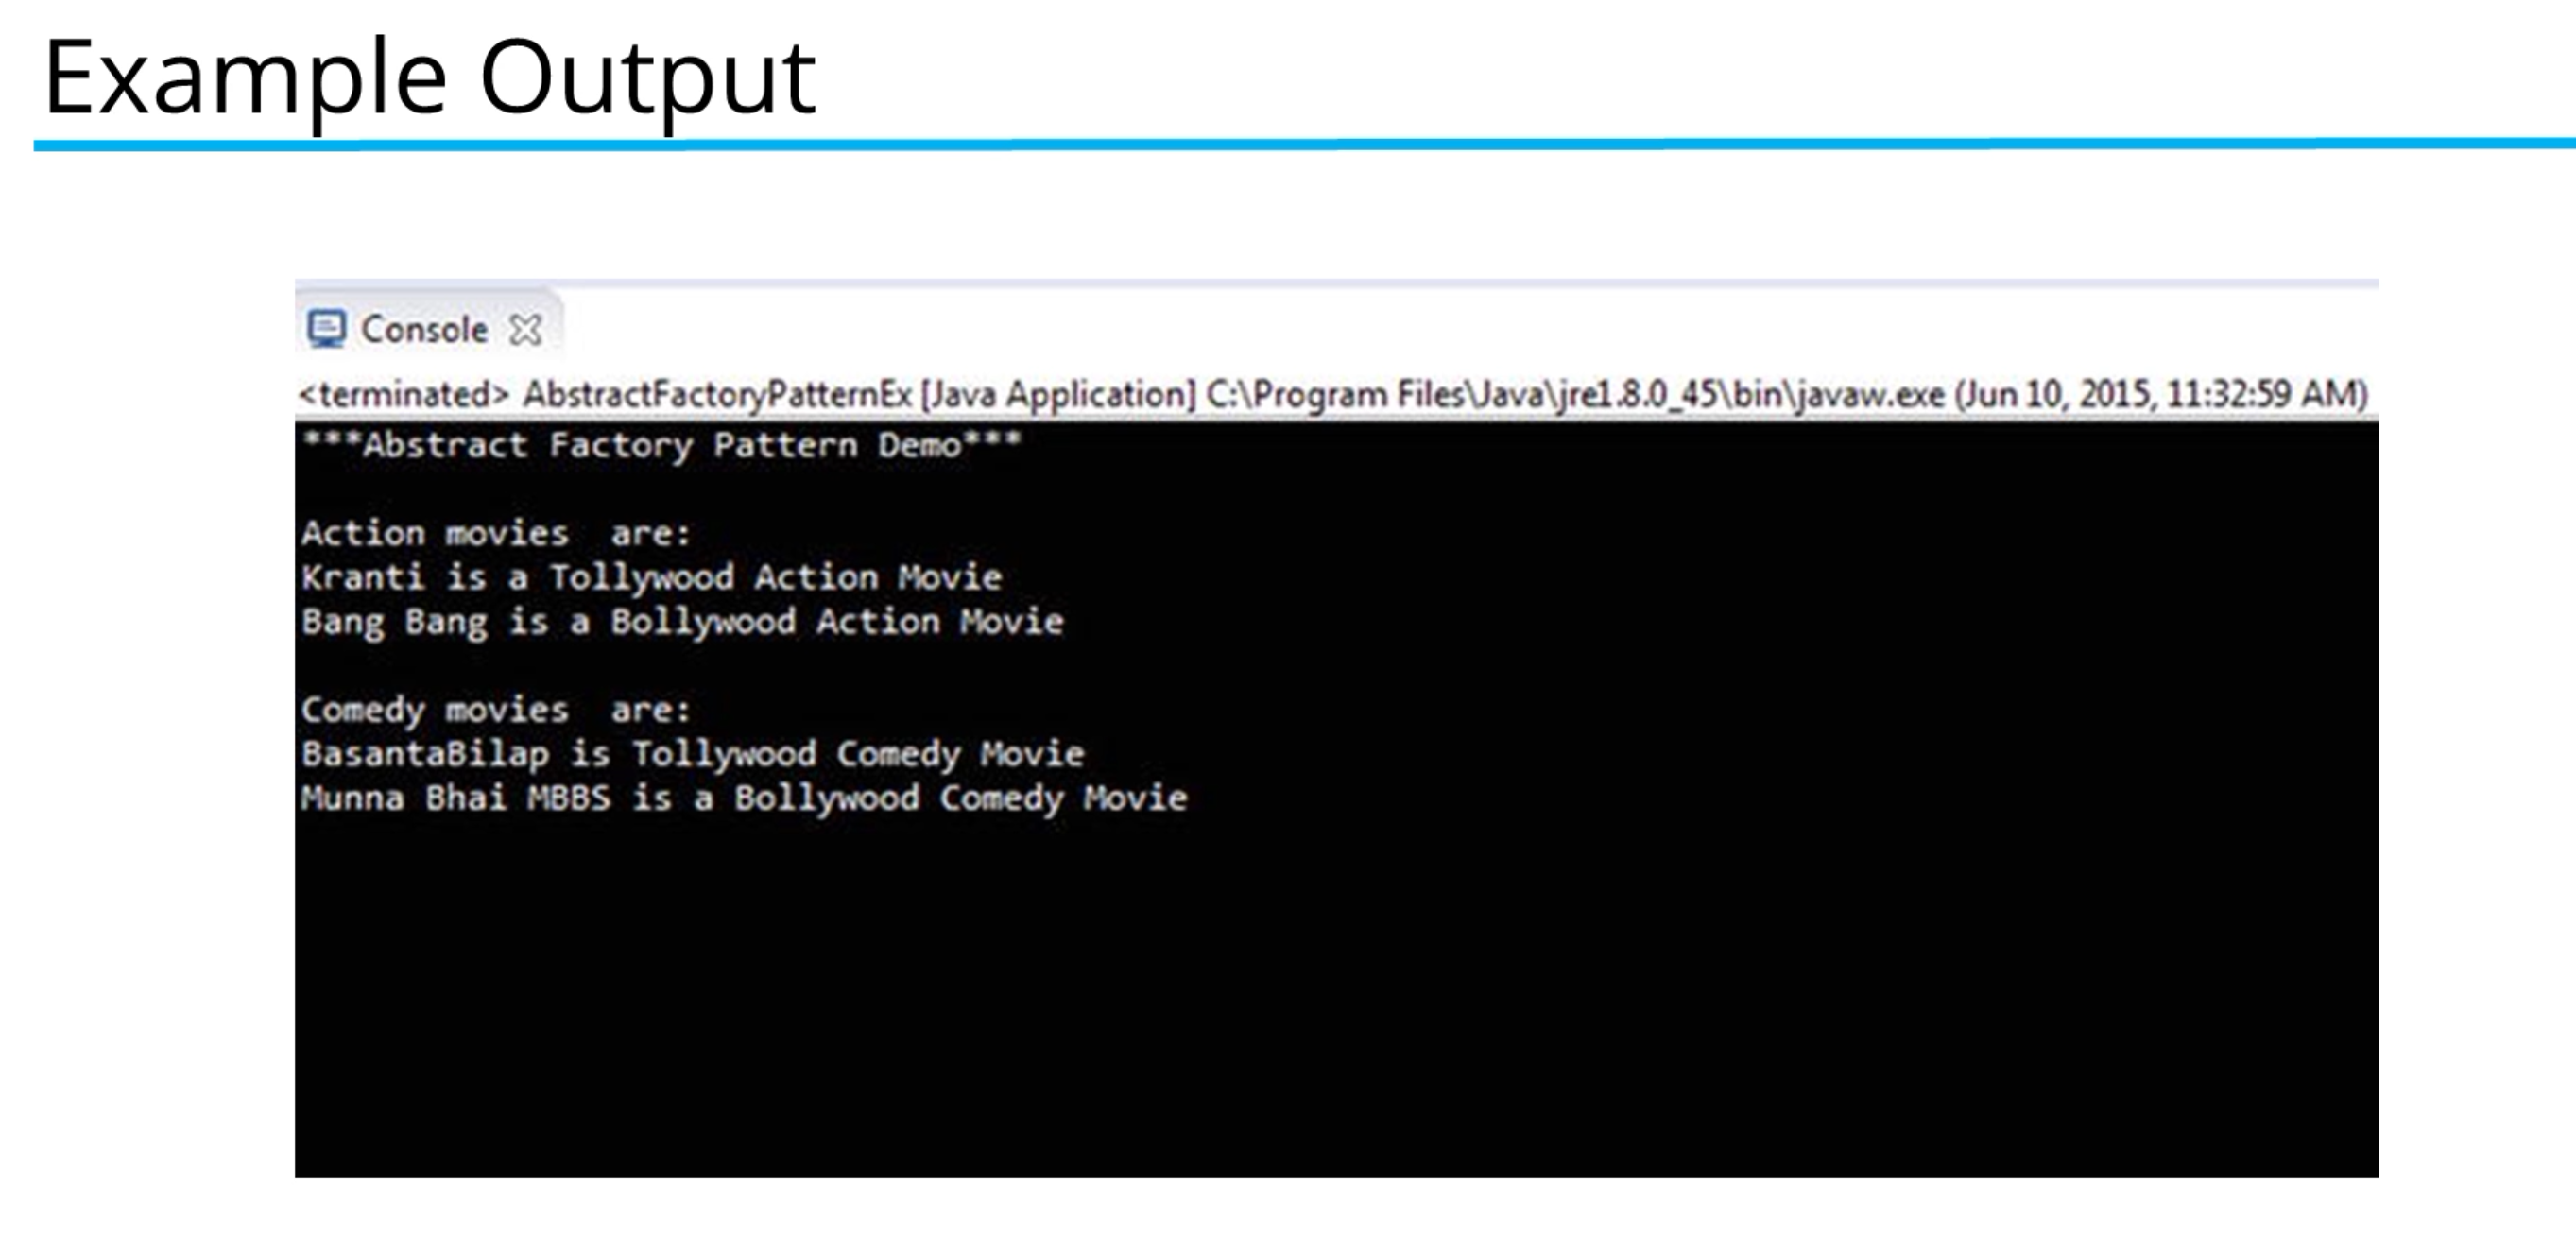 Example Output
Console
<terminated> AbstractFactoryPatternEx [Java Application] C:\Program Files\Java\jre1.8.0_45\bin\javaw.exe (Jun 10, 2015, 11:32:59 AM)
***Abstract Factory Pattern Demo***
Action movies  are:
Kranti is a Tollywood Action Movie
Bang Bang is a Bollywood Action Movie
Comedy movies  are:
BasantaBilap is Tollywood Comedy Movie
Munna Bhai MBBS is a Bollywood Comedy Movie